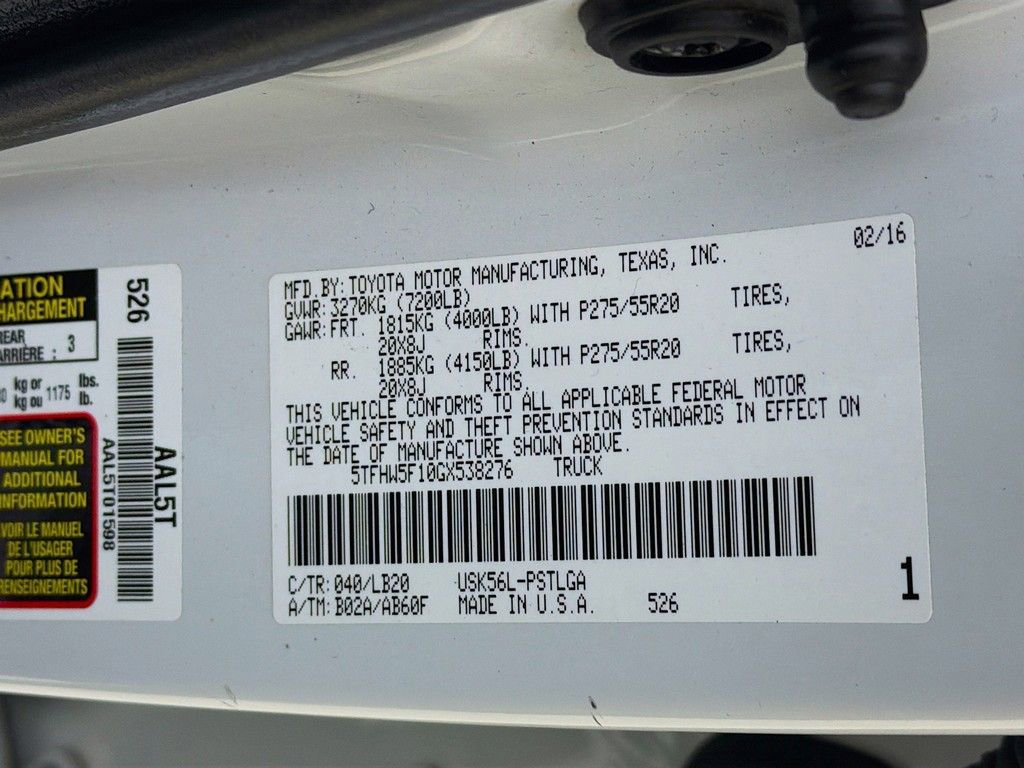 ATION
HARGEMENT
REAR
ARRIÈRE : 3
kg or 1175 lbs.
kg ou lb.
SEE OWNER'S
MANUAL FOR
ADDITIONAL
INFORMATION
VOIR LE MANUEL
DE L'USAGER
POUR PLUS DE
RENSEIGNEMENTS
526
AAL5T
AAL5T01598
02/16
MFD.BY:TOYOTA MOTOR MANUFACTURING, TEXAS, INC.
GVWR:3270KG (7200LB)
GAWR:FRT. 1815KG (4000LB) WITH P275/55R20 TIRES,
20X8J RIMS.
RR. 1885KG (4150LB) WITH P275/55R20 TIRES,
20X8J RIMS.
THIS VEHICLE CONFORMS TO ALL APPLICABLE FEDERAL MOTOR
VEHICLE SAFETY AND THEFT PREVENTION STANDARDS IN EFFECT ON
THE DATE OF MANUFACTURE SHOWN ABOVE.
5TFHW5F10GX538276 TRUCK
C/TR:040/LB20 USK56L-PSTLGA
A/TM:B02A/AB60F MADE IN U.S.A. 526
1